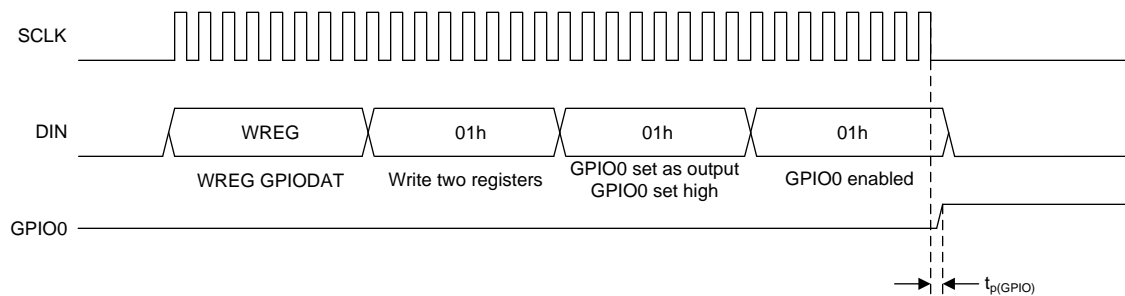 SCLK
DIN
WREG
01h
01h
01h
WREG GPIODAT
Write two registers
GPIO0 set as output
GPIO0 set high
GPIO0 enabled
GPIO0
tp(GPIO)